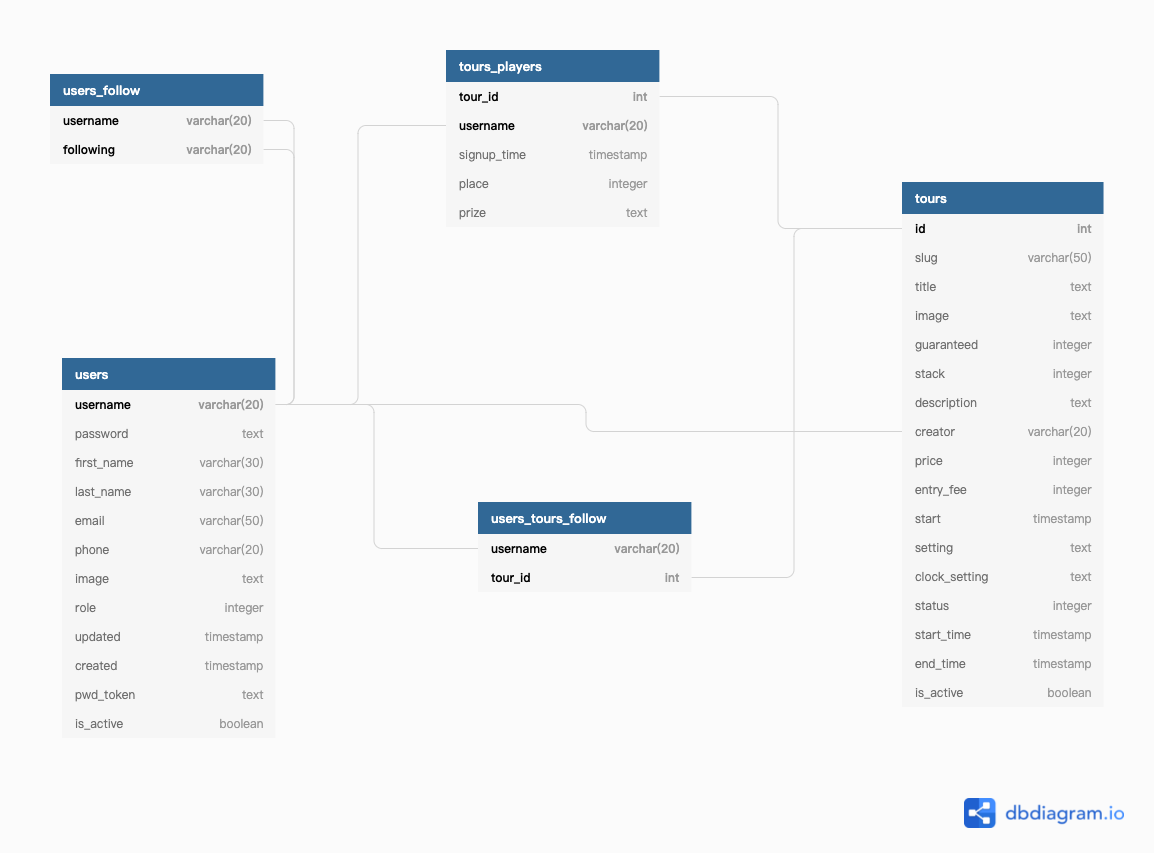 users_follow
username varchar(20)
following varchar(20)
tours_players
tour_id int
username varchar(20)
signup_time timestamp
place integer
prize text
tours
id int
slug varchar(50)
title text
image text
guaranteed integer
stack integer
description text
creator varchar(20)
price integer
entry_fee integer
start timestamp
setting text
clock_setting text
status integer
start_time timestamp
end_time timestamp
is_active boolean
users
username varchar(20)
password text
first_name varchar(30)
last_name varchar(30)
email varchar(50)
phone varchar(20)
image text
role integer
updated timestamp
created timestamp
pwd_token text
is_active boolean
users_tours_follow
username varchar(20)
tour_id int
dbdiagram.io